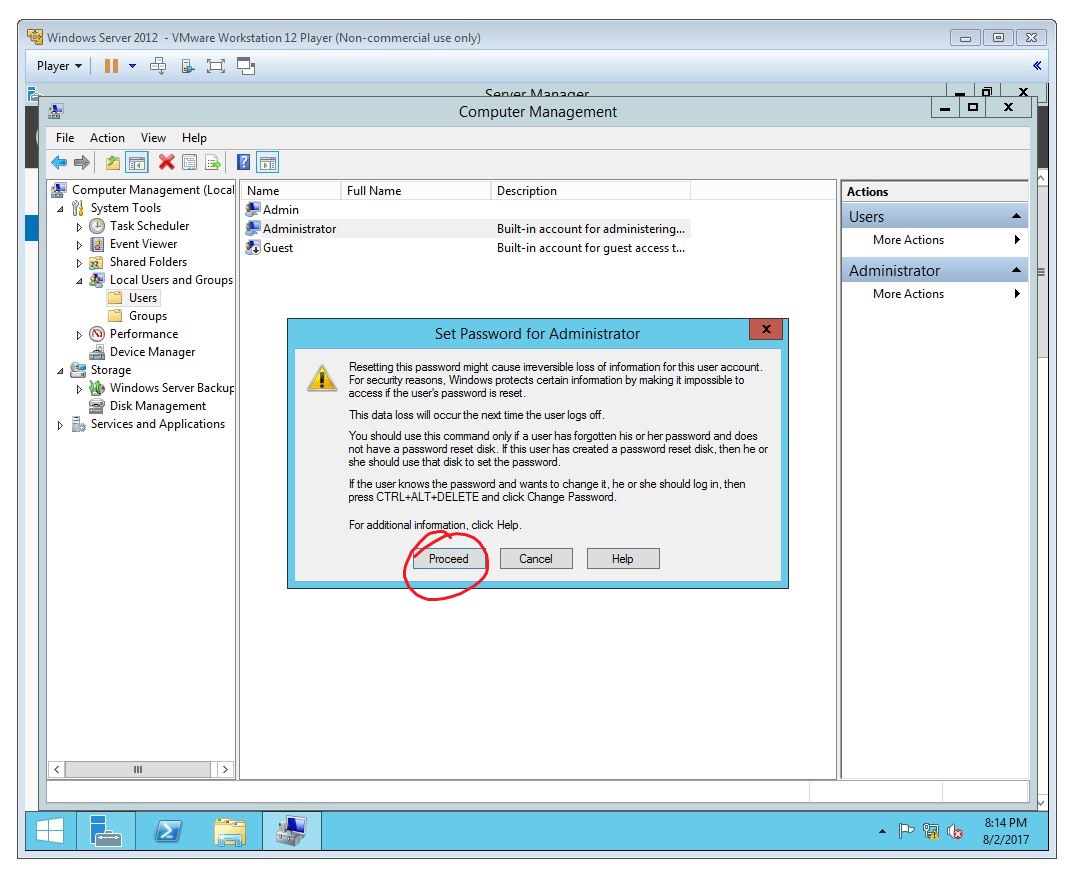 Windows Server 2012 - VMware Workstation 12 Player (Non-commercial use only)
Player
Server Manager
Computer Management
File Action View Help
Computer Management (Local
System Tools
Task Scheduler
Event Viewer
Shared Folders
Local Users and Groups
Users
Groups
Performance
Device Manager
Storage
Windows Server Backup
Disk Management
Services and Applications
Name Full Name Description
Admin
Administrator Built-in account for administering...
Guest Built-in account for guest access t...
Actions
Users
More Actions
Administrator
More Actions
Set Password for Administrator
Resetting this password might cause irreversible loss of information for this user account.
For security reasons, Windows protects certain information by making it impossible to
access if the user's password is reset.
This data loss will occur the next time the user logs off.
You should use this command only if a user has forgotten his or her password and does
not have a password reset disk. If this user has created a password reset disk, then he or
she should use that disk to set the password.
If the user knows the password and wants to change it, he or she should log in, then
press CTRL+ALT+DELETE and click Change Password.
For additional information, click Help.
Proceed Cancel Help
8:14 PM
8/2/2017